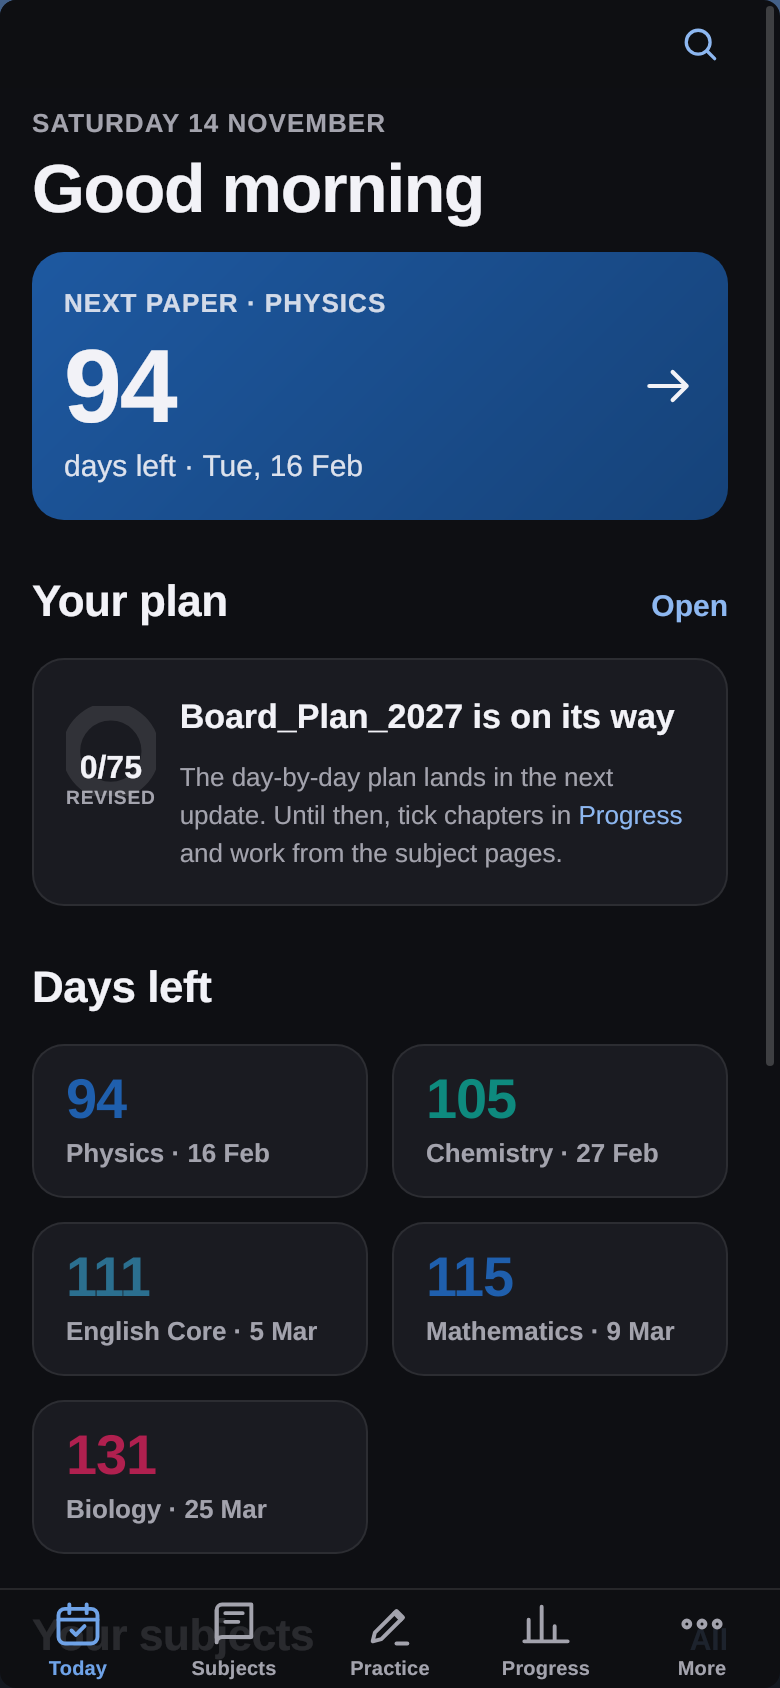 SATURDAY 14 NOVEMBER
Good morning
NEXT PAPER · PHYSICS
94
days left · Tue, 16 Feb
Your plan
Open
0/75
REVISED
Board_Plan_2027 is on its way
The day-by-day plan lands in the next
update. Until then, tick chapters in Progress
and work from the subject pages.
Days left
94
Physics · 16 Feb
105
Chemistry · 27 Feb
111
English Core · 5 Mar
115
Mathematics · 9 Mar
131
Biology · 25 Mar
Your subjects
All
Today
Subjects
Practice
Progress
More